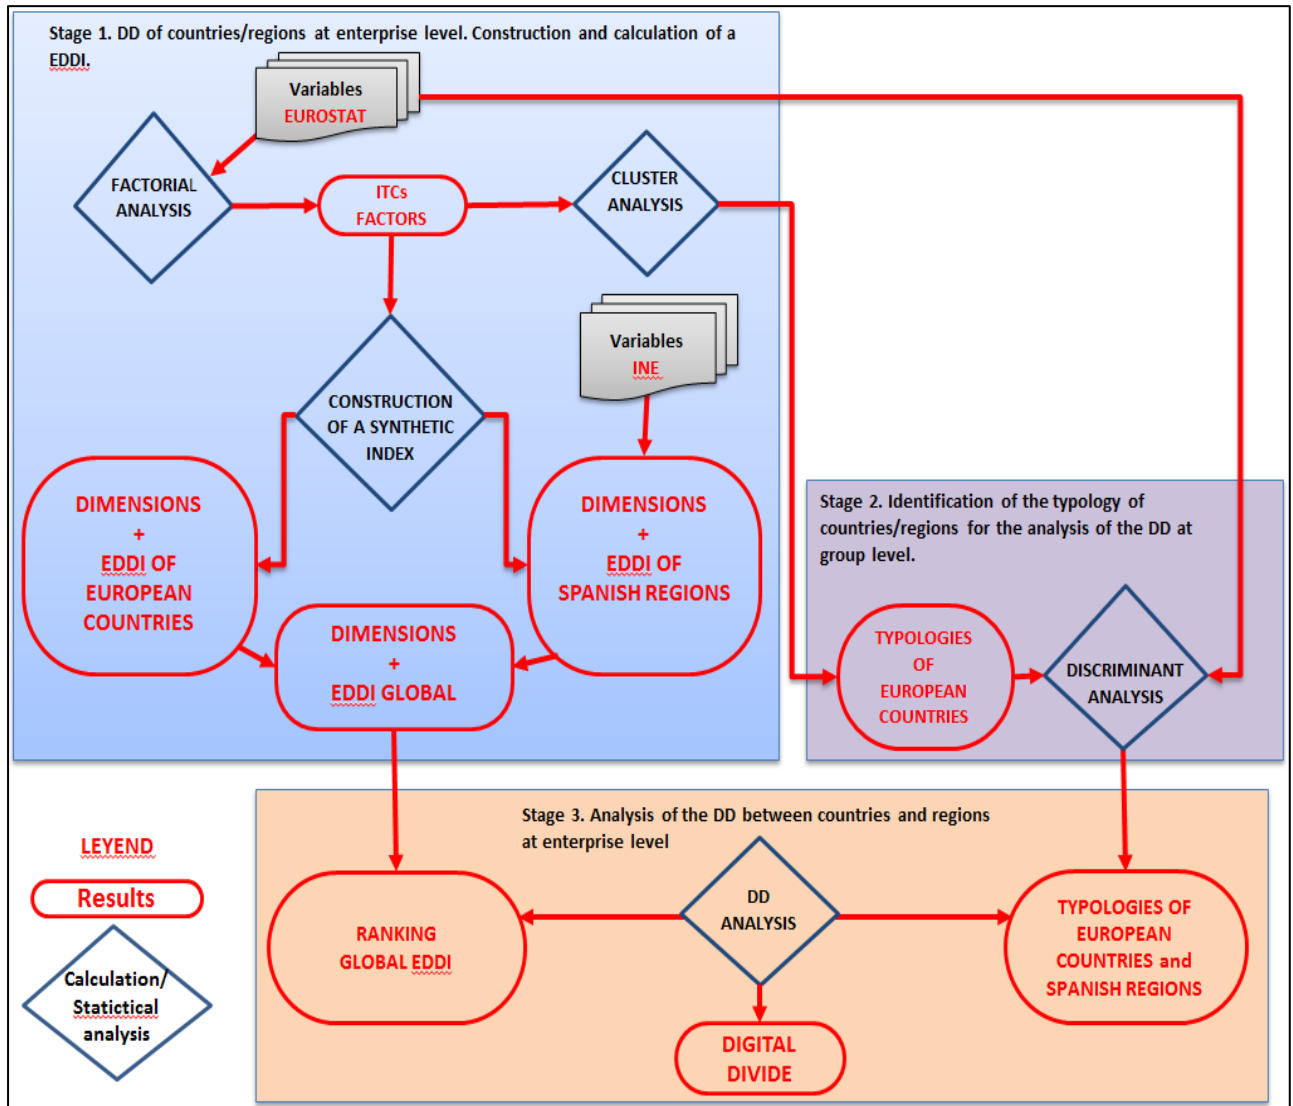 Stage 1. DD of countries/regions at enterprise level. Construction and calculation of a
EDDI.
Variables
EUROSTAT
FACTORIAL
ANALYSIS
ITCs
FACTORS
CLUSTER
ANALYSIS
Variables
INE
CONSTRUCTION
OF A SYNTHETIC
INDEX
DIMENSIONS
+
EDDI OF
EUROPEAN
COUNTRIES
DIMENSIONS
+
EDDI OF
SPANISH REGIONS
DIMENSIONS
+
EDDI GLOBAL
Stage 2. Identification of the typology of
countries/regions for the analysis of the DD at
group level.
TYPOLOGIES
OF
EUROPEAN
COUNTRIES
DISCRIMINANT
ANALYSIS
Stage 3. Analysis of the DD between countries and regions
at enterprise level
RANKING
GLOBAL EDDI
DD
ANALYSIS
TYPOLOGIES OF
EUROPEAN
COUNTRIES and
SPANISH REGIONS
DIGITAL
DIVIDE
LEYEND
Results
Calculation/
Statictical
analysis